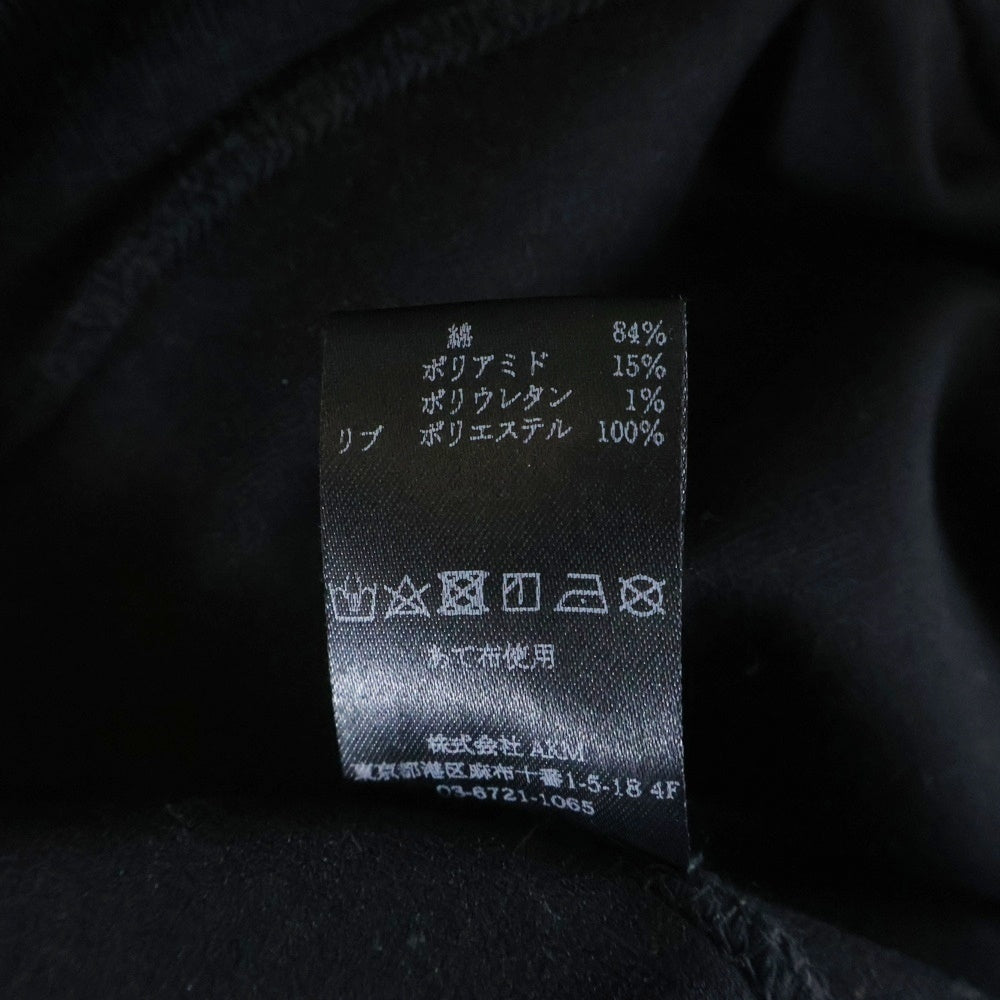 綿 84%
ポリアミド 15%
ポリウレタン 1%
リブ ポリエステル 100%
あて布使用
株式会社 AKM
東京都港区麻布十番1-5-18 4F
03-6721-1065